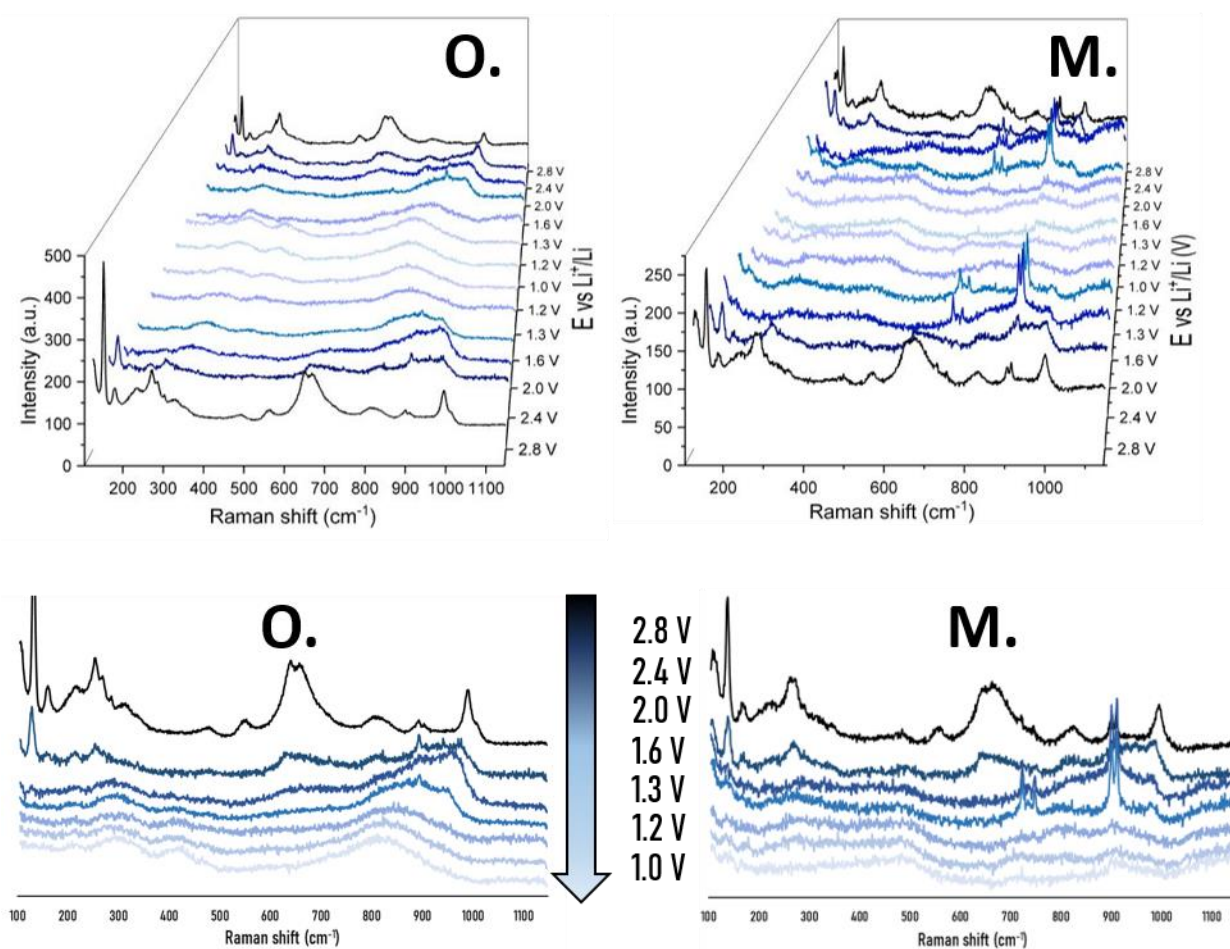 O.
2.8 V
2.4 V
2.0 V
1.6 V
1.3 V
1.2 V
1.0 V
1.2 V
1.3 V
1.6 V
2.0 V
2.4 V
2.8 V
E vs Li⁺/Li
500
400
300
200
100
0
Intensity (a.u.)
200 300 400 500 600 700 800 900 1000 1100
Raman shift (cm⁻¹)
M.
2.8 V
2.4 V
2.0 V
1.6 V
1.3 V
1.2 V
1.0 V
1.2 V
1.3 V
1.6 V
2.0 V
2.4 V
2.8 V
E vs Li⁺/Li (V)
250
200
150
100
50
0
Intensity (a.u.)
200 400 600 800 1000
Raman shift (cm⁻¹)
O.
100 200 300 400 500 600 700 800 900 1000 1100
Raman shift (cm⁻¹)
2.8 V
2.4 V
2.0 V
1.6 V
1.3 V
1.2 V
1.0 V
M.
100 200 300 400 500 600 700 800 900 1000 1100
Raman shift (cm⁻¹)